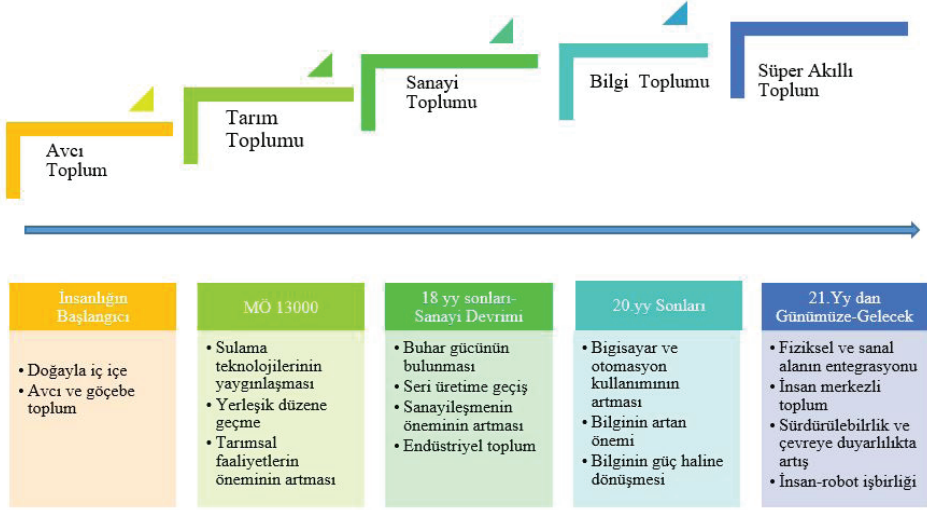 Avcı
Toplum
Tarım
Toplumu
Sanayi
Toplumu
Bilgi Toplumu
Süper Akıllı
Toplum
İnsanlığın
Başlangıcı
• Doğayla iç içe
• Avcı ve göçebe
toplum
MÖ 13000
• Sulama
teknolojilerinin
yaygınlaşması
• Yerleşik düzene
geçme
• Tarımsal
faaliyetlerin
öneminin artması
18 yy sonları-
Sanayi Devrimi
• Buhar gücünün
bulunması
• Seri üretime geçiş
• Sanayileşmenin
öneminin artması
• Endüstriyel toplum
20.yy Sonları
• Bigisayar ve
otomasyon
kullanımının
artması
• Bilginin artan
önemi
• Bilginin güç haline
dönüşmesi
21.Yy dan
Günümüze-Gelecek
• Fiziksel ve sanal
alanın entegrasyonu
• İnsan merkezli
toplum
• Sürdürülebilrlik ve
çevreye duyarlılıkta
artış
• İnsan-robot işbirliği